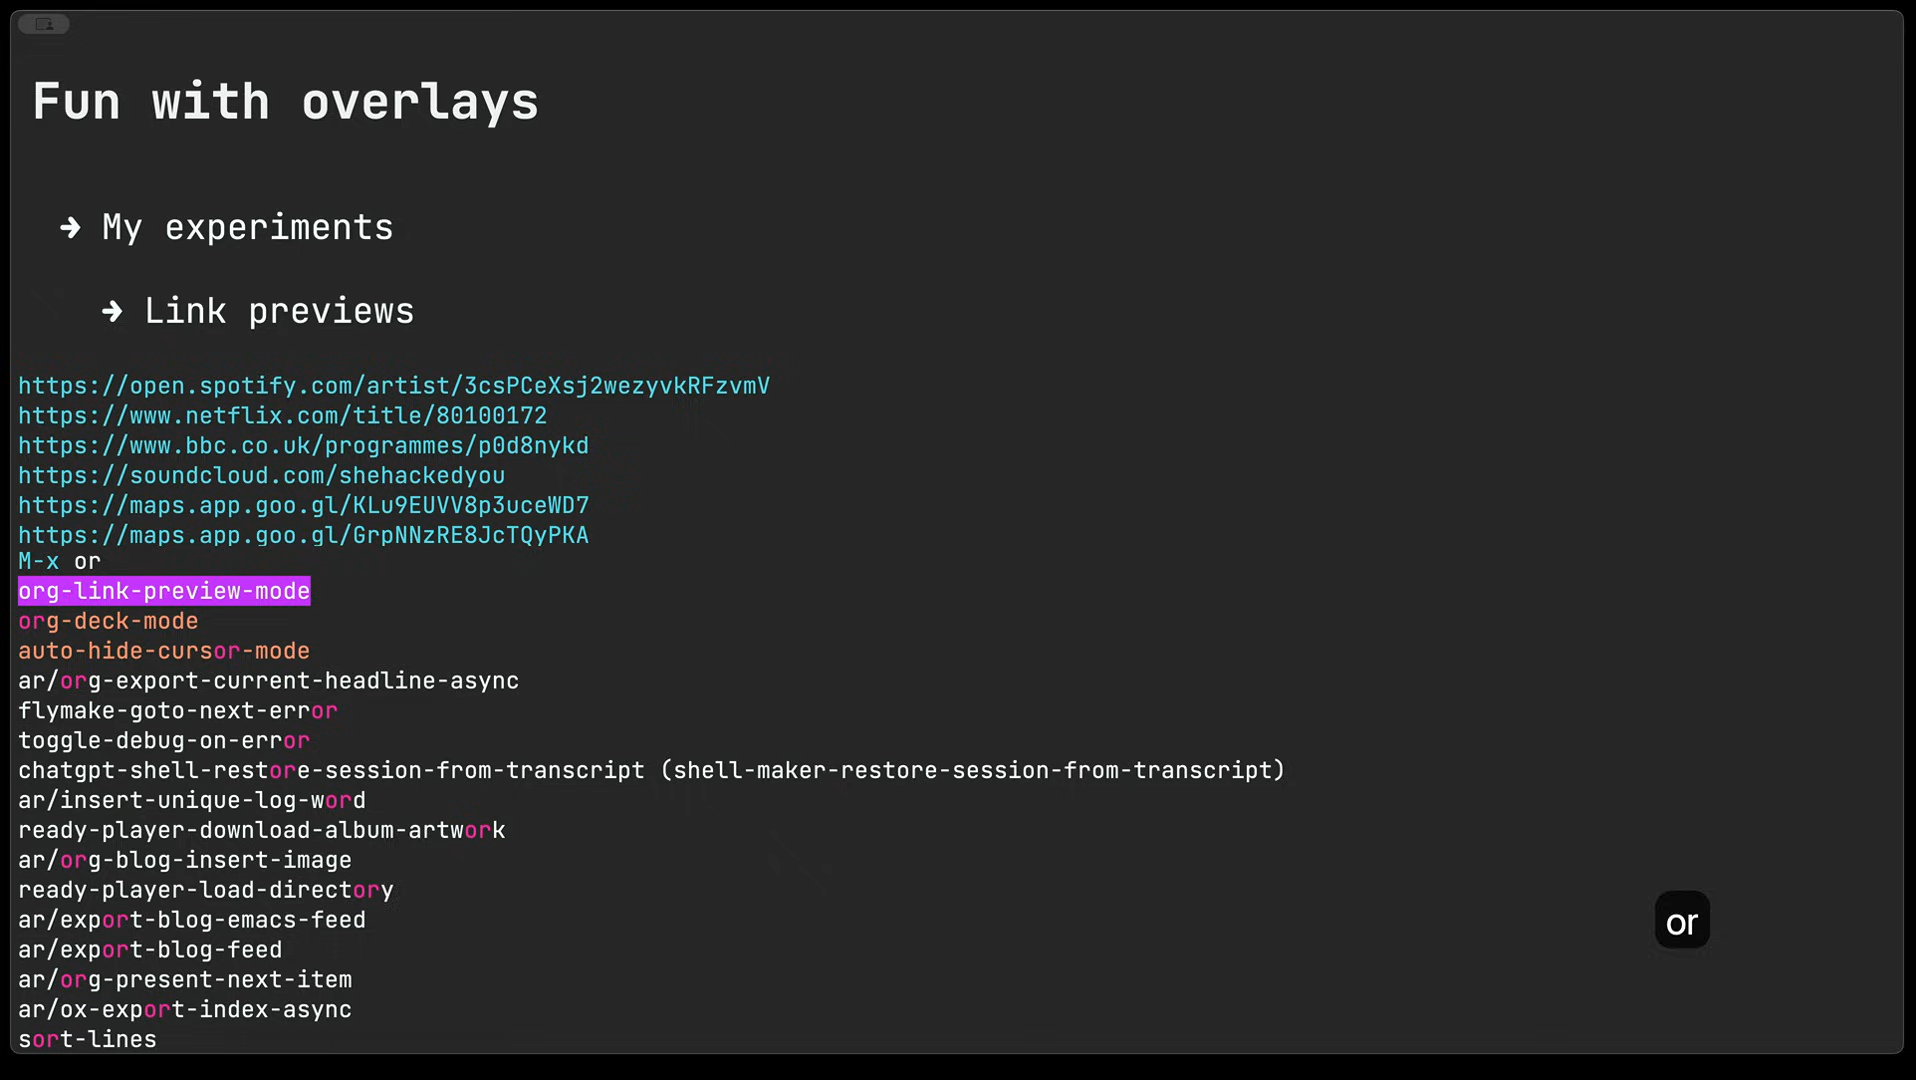 Fun with overlays
➜ My experiments
➜ Link previews
https://open.spotify.com/artist/3csPCeXsj2wezyvkRFzvmV
https://www.netflix.com/title/80100172
https://www.bbc.co.uk/programmes/p0d8nykd
https://soundcloud.com/shehackedyou
https://maps.app.goo.gl/KLu9EUVV8p3uceWD7
https://maps.app.goo.gl/GrpNNzRE8JcTQyPKA
M-x or
org-link-preview-mode
org-deck-mode
auto-hide-cursor-mode
ar/org-export-current-headline-async
flymake-goto-next-error
toggle-debug-on-error
chatgpt-shell-restore-session-from-transcript (shell-maker-restore-session-from-transcript)
ar/insert-unique-log-word
ready-player-download-album-artwork
ar/org-blog-insert-image
ready-player-load-directory
ar/export-blog-emacs-feed
ar/export-blog-feed
ar/org-present-next-item
ar/ox-export-index-async
sort-lines
or